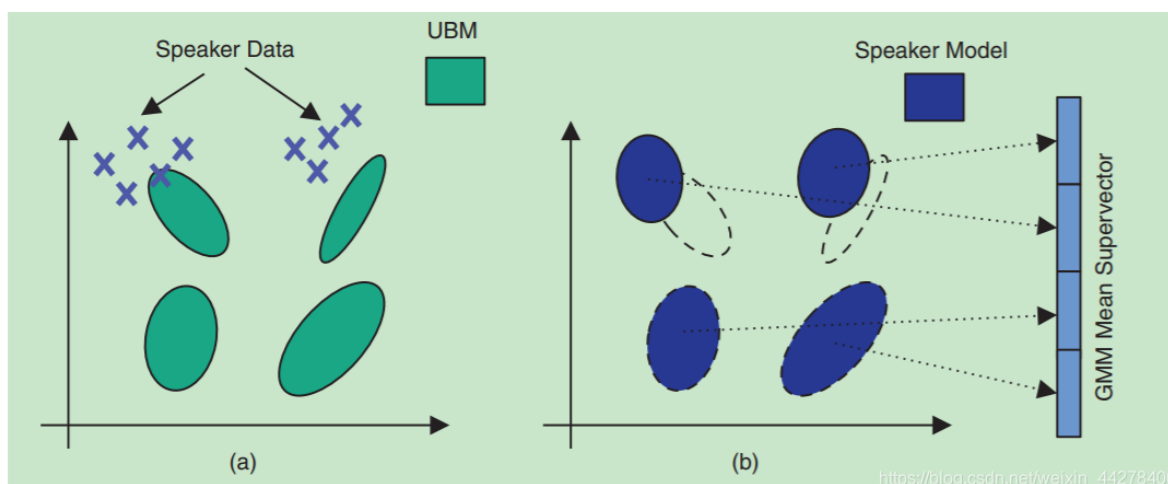 Speaker Data
UBM
Speaker Model
GMM Mean Supervector
(a)
(b)
https://blog.csdn.net/weixin_4427840